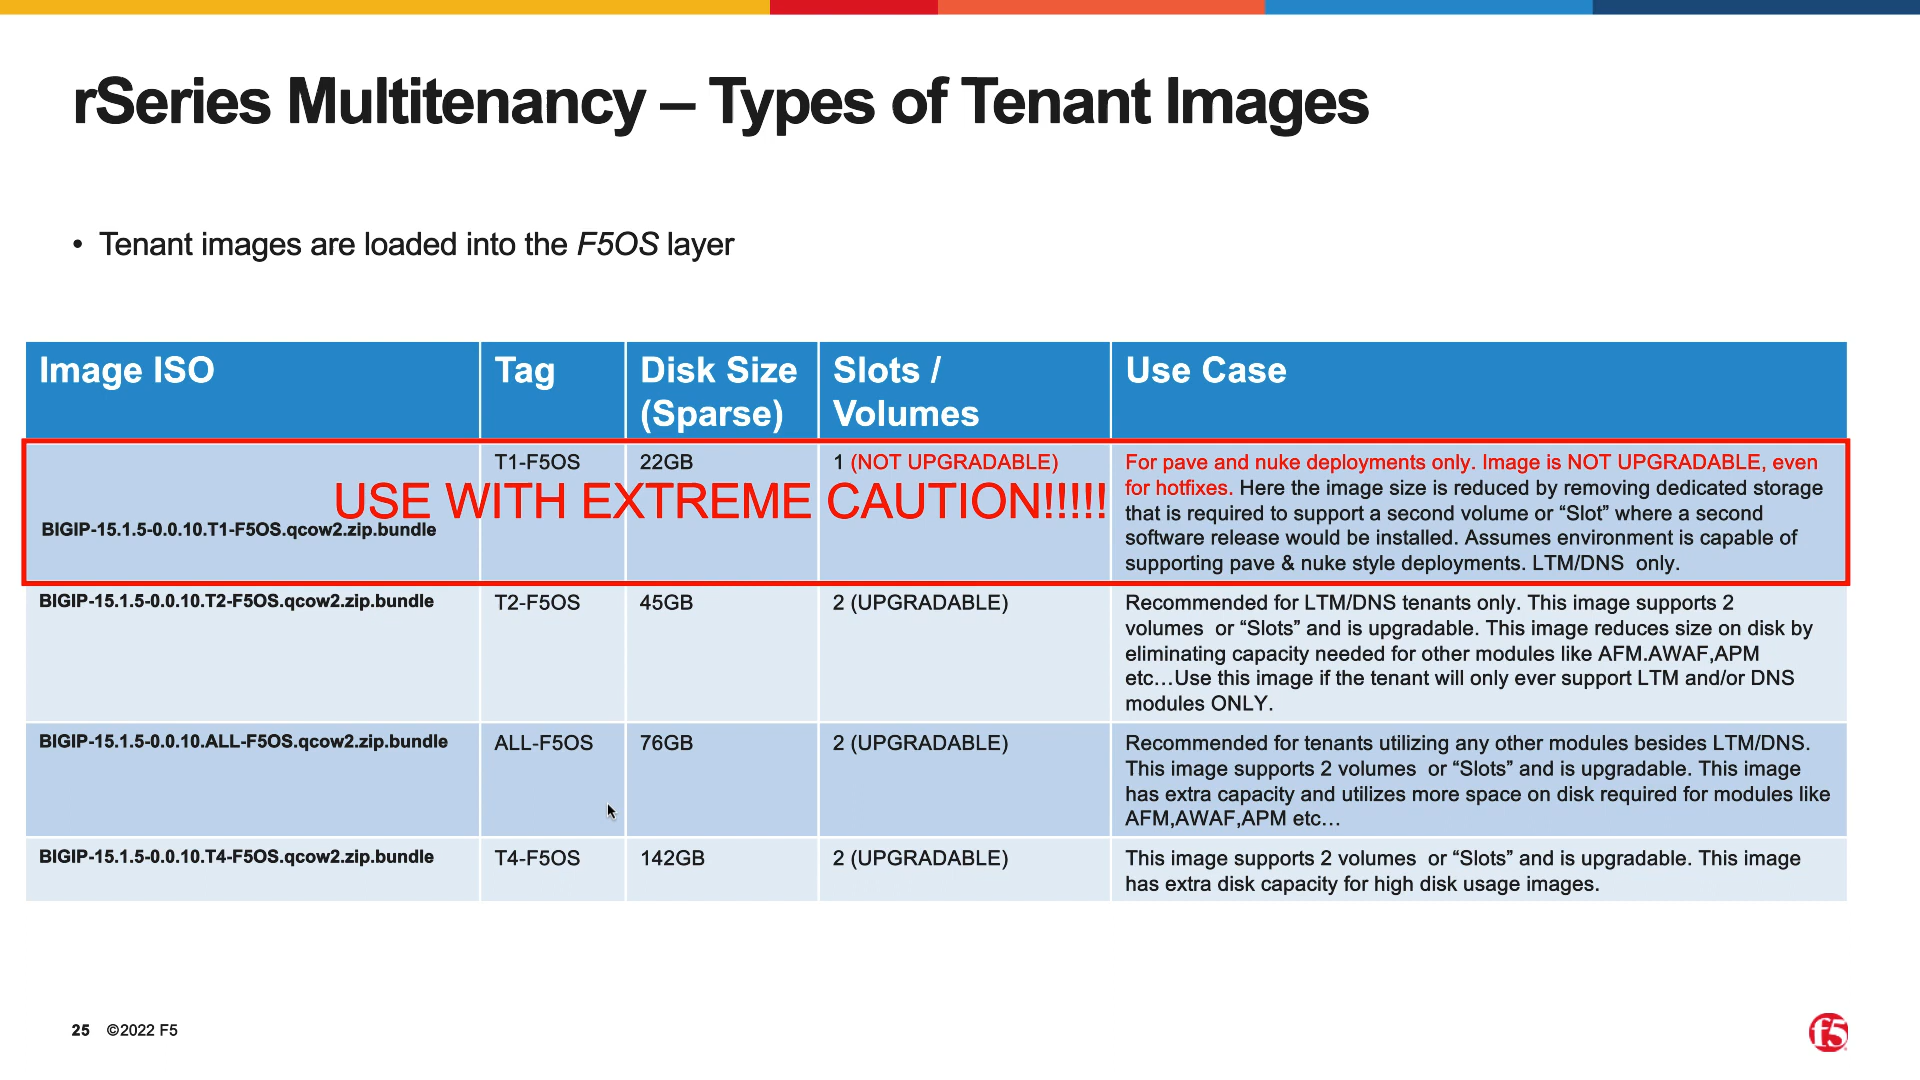 rSeries Multitenancy – Types of Tenant Images
• Tenant images are loaded into the F5OS layer
Image ISO
Tag
Disk Size
(Sparse)
Slots /
Volumes
Use Case
BIGIP-15.1.5-0.0.10.T1-F5OS.qcow2.zip.bundle
T1-F5OS
22GB
1 (NOT UPGRADABLE)
USE WITH EXTREME CAUTION!!!!!
For pave and nuke deployments only. Image is NOT UPGRADABLE, even
for hotfixes. Here the image size is reduced by removing dedicated storage
that is required to support a second volume or “Slot” where a second
software release would be installed. Assumes environment is capable of
supporting pave & nuke style deployments. LTM/DNS only.
BIGIP-15.1.5-0.0.10.T2-F5OS.qcow2.zip.bundle
T2-F5OS
45GB
2 (UPGRADABLE)
Recommended for LTM/DNS tenants only. This image supports 2
volumes or “Slots” and is upgradable. This image reduces size on disk by
eliminating capacity needed for other modules like AFM.AWAF,APM
etc…Use this image if the tenant will only ever support LTM and/or DNS
modules ONLY.
BIGIP-15.1.5-0.0.10.ALL-F5OS.qcow2.zip.bundle
ALL-F5OS
76GB
2 (UPGRADABLE)
Recommended for tenants utilizing any other modules besides LTM/DNS.
This image supports 2 volumes or “Slots” and is upgradable. This image
has extra capacity and utilizes more space on disk required for modules like
AFM,AWAF,APM etc…
BIGIP-15.1.5-0.0.10.T4-F5OS.qcow2.zip.bundle
T4-F5OS
142GB
2 (UPGRADABLE)
This image supports 2 volumes or “Slots” and is upgradable. This image
has extra disk capacity for high disk usage images.
25 ©2022 F5
f5